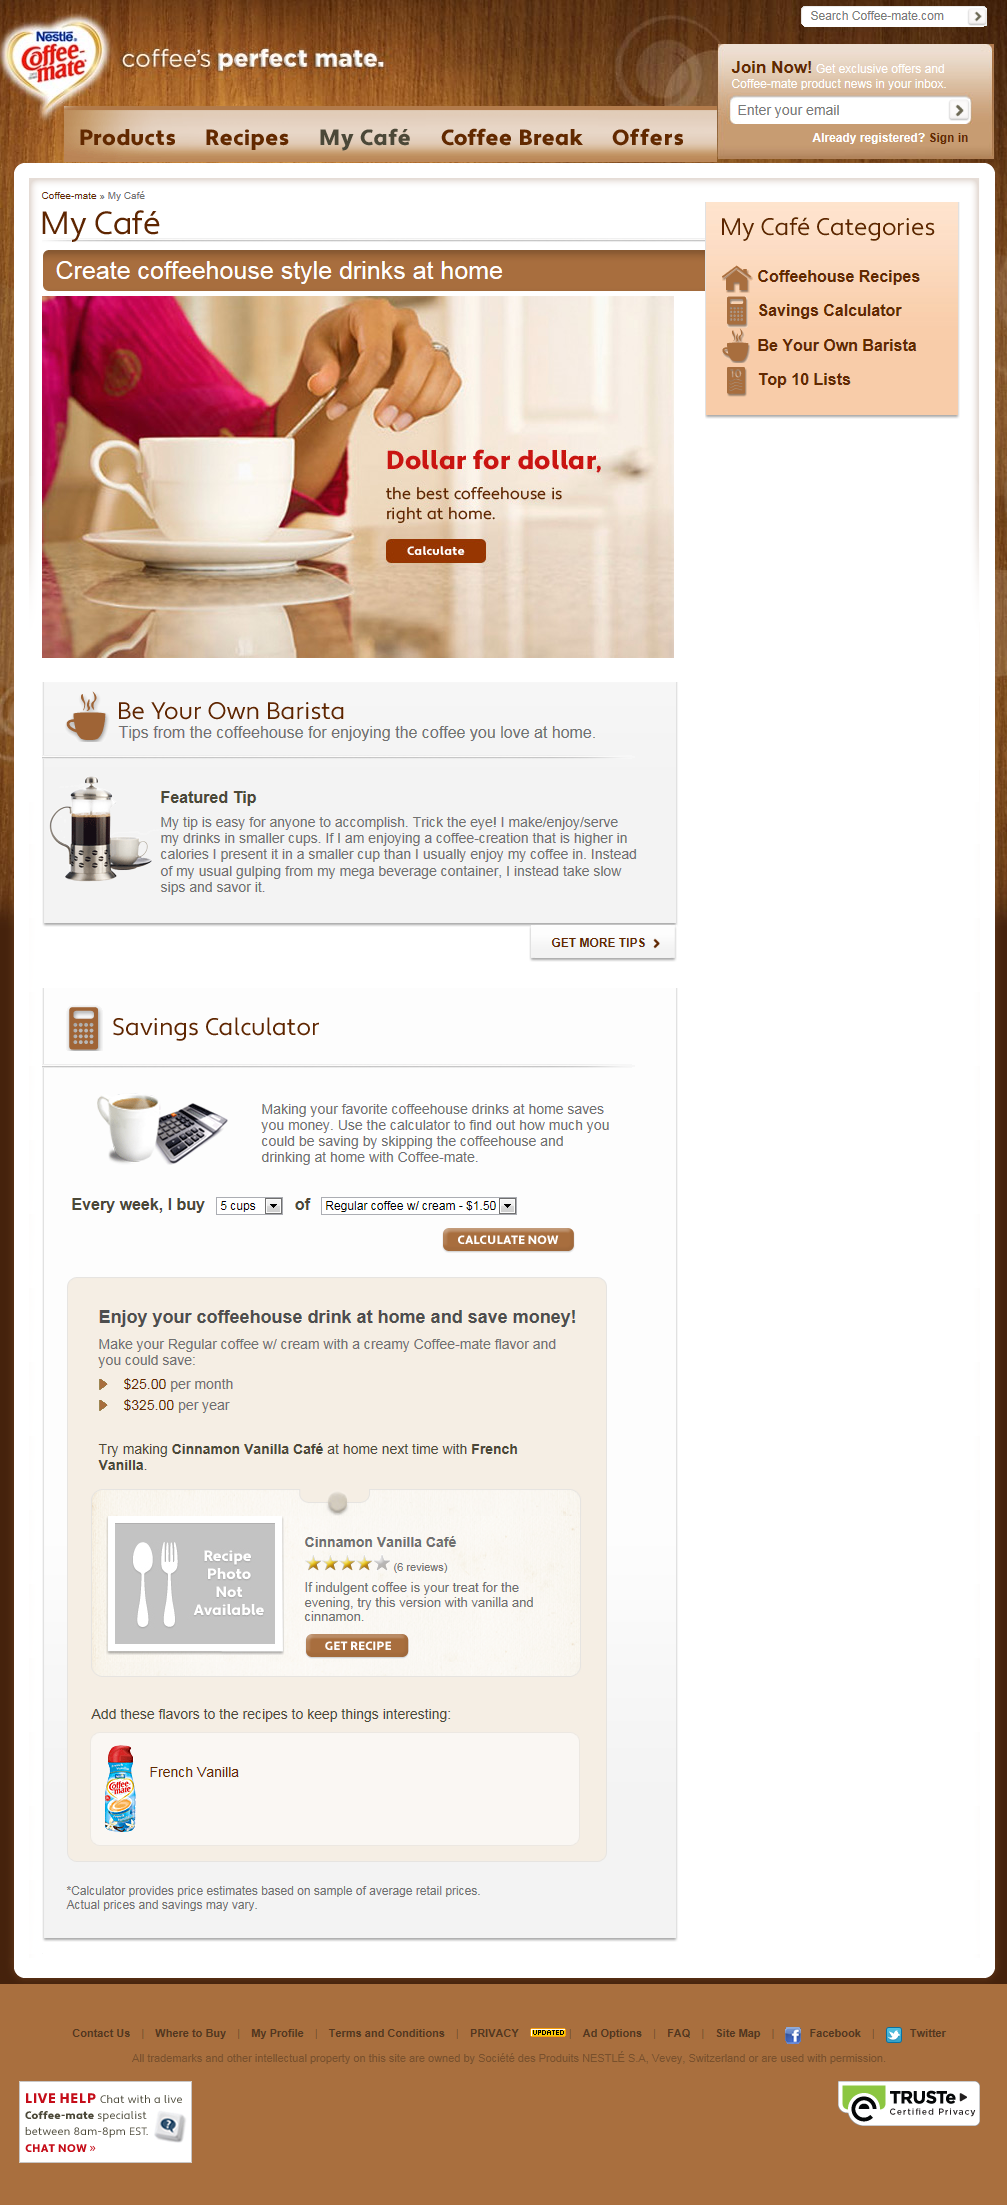 Search Coffee-mate.com
Nestlé
Coffee-mate
coffee's perfect mate.
Join Now! Get exclusive offers and
Coffee-mate product news in your inbox.
Enter your email
Already registered? Sign in
Products Recipes My Café Coffee Break Offers
Coffee-mate » My Café
My Café
Create coffeehouse style drinks at home
My Café Categories
Coffeehouse Recipes
Savings Calculator
Be Your Own Barista
Top 10 Lists
Dollar for dollar,
the best coffeehouse is
right at home.
Calculate
Be Your Own Barista
Tips from the coffeehouse for enjoying the coffee you love at home.
Featured Tip
My tip is easy for anyone to accomplish. Trick the eye! I make/enjoy/serve
my drinks in smaller cups. If I am enjoying a coffee-creation that is higher in
calories I present it in a smaller cup than I usually enjoy my coffee in. Instead
of my usual gulping from my mega beverage container, I instead take slow
sips and savor it.
GET MORE TIPS
Savings Calculator
Making your favorite coffeehouse drinks at home saves
you money. Use the calculator to find out how much you
could be saving by skipping the coffeehouse and
drinking at home with Coffee-mate.
Every week, I buy 5 cups of Regular coffee w/ cream - $1.50
CALCULATE NOW
Enjoy your coffeehouse drink at home and save money!
Make your Regular coffee w/ cream with a creamy Coffee-mate flavor and
you could save:
$25.00 per month
$325.00 per year
Try making Cinnamon Vanilla Café at home next time with French
Vanilla.
Recipe
Photo
Not
Available
Cinnamon Vanilla Café
(6 reviews)
If indulgent coffee is your treat for the
evening, try this version with vanilla and
cinnamon.
GET RECIPE
Add these flavors to the recipes to keep things interesting:
Coffee-mate
French Vanilla
*Calculator provides price estimates based on sample of average retail prices.
Actual prices and savings may vary.
Contact Us | Where to Buy | My Profile | Terms and Conditions | PRIVACY UPDATED | Ad Options | FAQ | Site Map | Facebook | Twitter
All trademarks and other intellectual property on this site are owned by Société des Produits NESTLÉ S.A, Vevey, Switzerland or are used with permission.
LIVE HELP Chat with a live
Coffee-mate specialist
between 8am-8pm EST.
CHAT NOW »
TRUSTe
Certified Privacy